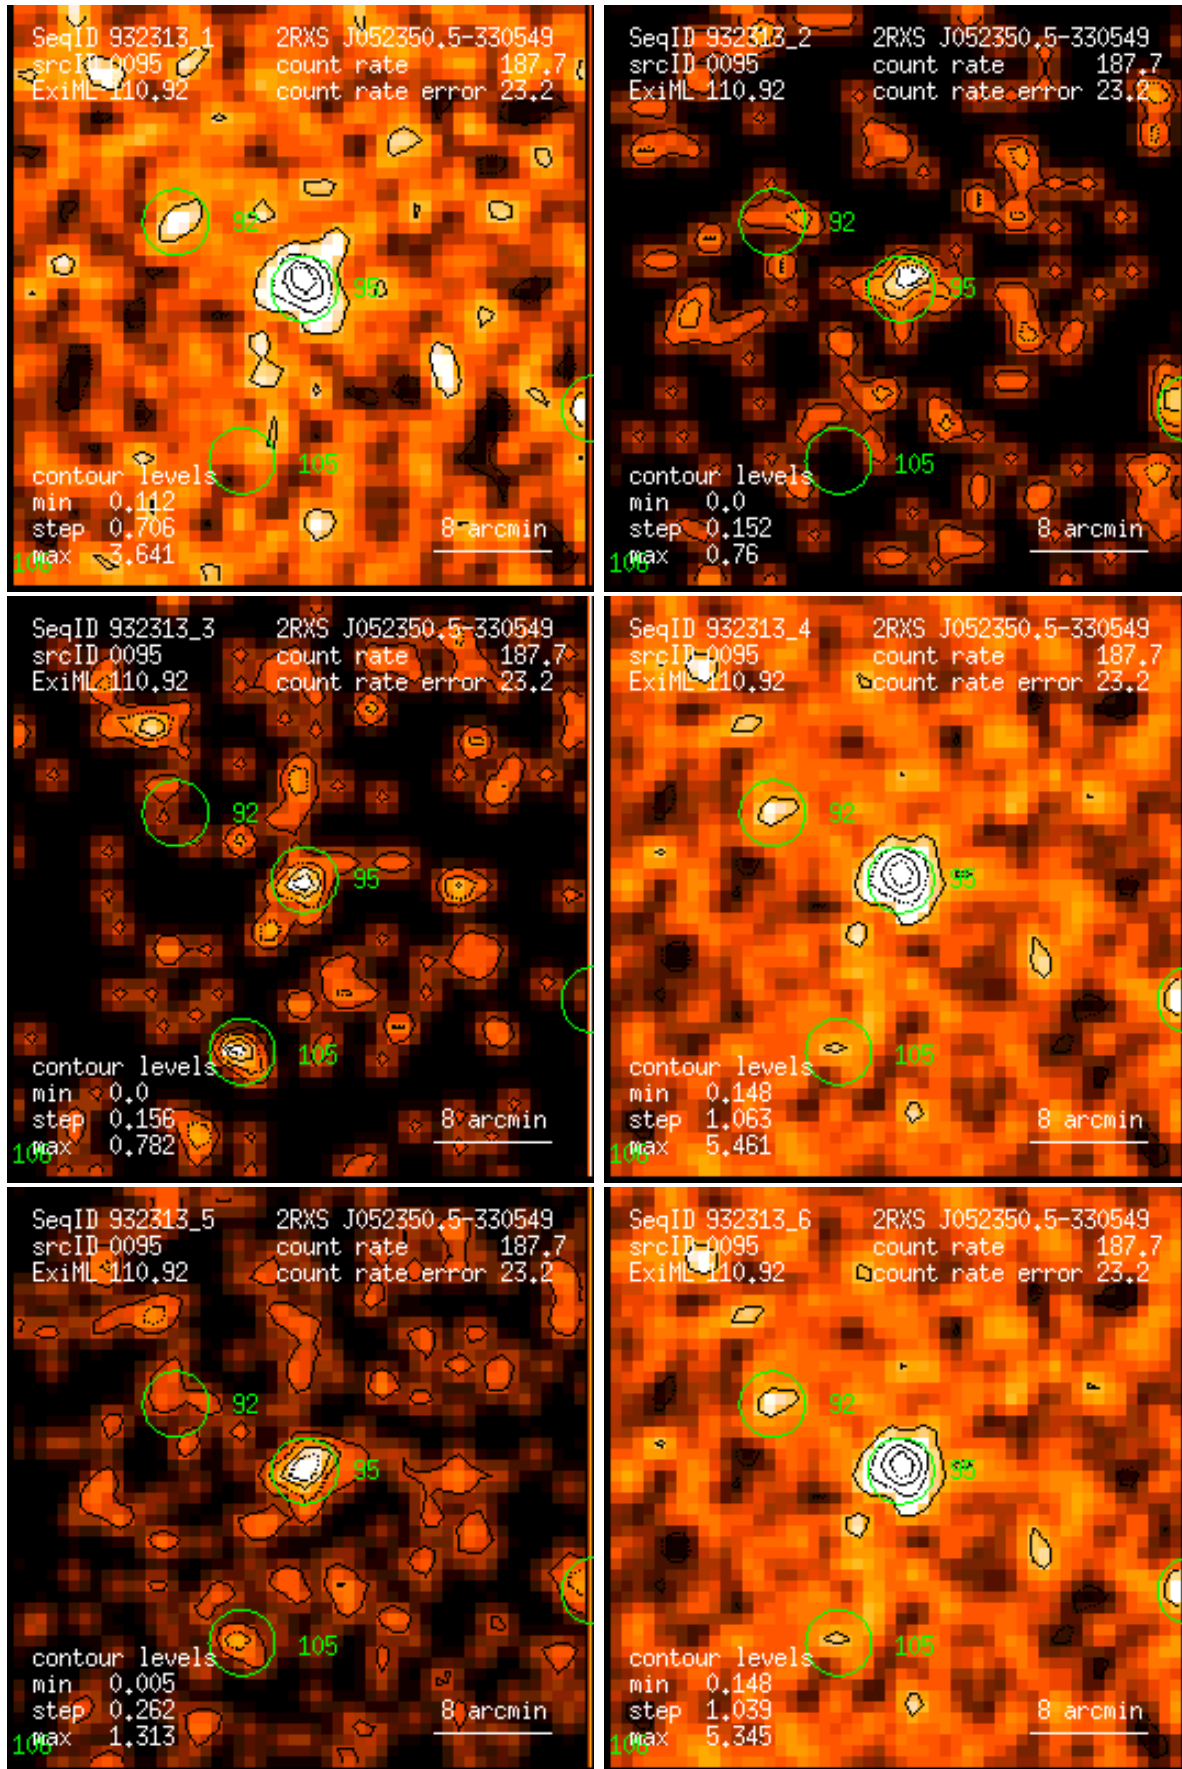 SeqID 932313_1 2RXS J052350.5-330549
srcID 0095 count rate 187.7
ExiML 110.92 count rate error 23.2
92
95
105
contour levels
min 0.112
step 0.706 8 arcmin
max 3.641
106
SeqID 932313_2 2RXS J052350.5-330549
srcID 0095 count rate 187.7
ExiML 110.92 count rate error 23.2
92
95
105
contour levels
min 0.0
step 0.152 8 arcmin
max 0.76
106
SeqID 932313_3 2RXS J052350.5-330549
srcID 0095 count rate 187.7
ExiML 110.92 count rate error 23.2
92
95
105
contour levels
min 0.0
step 0.156 8 arcmin
max 0.782
106
SeqID 932313_4 2RXS J052350.5-330549
srcID 0095 count rate 187.7
ExiML 110.92 count rate error 23.2
92
95
105
contour levels
min 0.148
step 1.063 8 arcmin
max 5.461
106
SeqID 932313_5 2RXS J052350.5-330549
srcID 0095 count rate 187.7
ExiML 110.92 count rate error 23.2
92
95
105
contour levels
min 0.005
step 0.262 8 arcmin
max 1.313
106
SeqID 932313_6 2RXS J052350.5-330549
srcID 0095 count rate 187.7
ExiML 110.92 count rate error 23.2
92
95
105
contour levels
min 0.148
step 1.039 8 arcmin
max 5.345
106